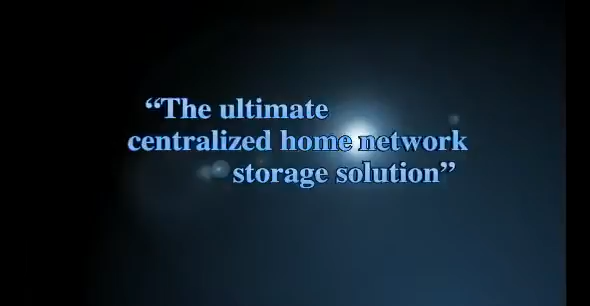 “The ultimate
centralized home network
storage solution”